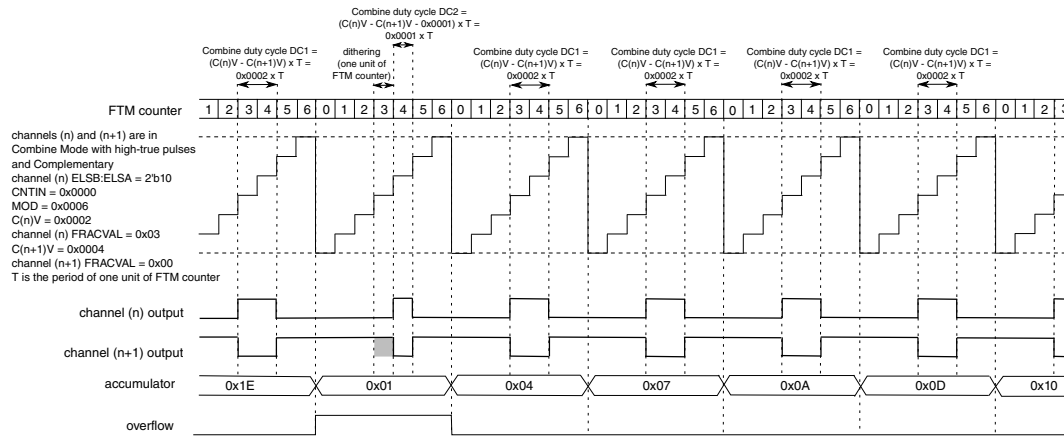 Combine duty cycle DC2 =
(C(n)V - C(n+1)V - 0x0001) x T =
0x0001 x T
Combine duty cycle DC1 =
(C(n)V - C(n+1)V) x T =
0x0002 x T
dithering
(one unit of
FTM counter)
Combine duty cycle DC1 =
(C(n)V - C(n+1)V) x T =
0x0002 x T
Combine duty cycle DC1 =
(C(n)V - C(n+1)V) x T =
0x0002 x T
Combine duty cycle DC1 =
(C(n)V - C(n+1)V) x T =
0x0002 x T
Combine duty cycle DC1 =
(C(n)V - C(n+1)V) x T =
0x0002 x T
FTM counter 1 2 3 4 5 6 0 1 2 3 4 5 6 0 1 2 3 4 5 6 0 1 2 3 4 5 6 0 1 2 3 4 5 6 0 1 2 3 4 5 6 0 1 2 3
channels (n) and (n+1) are in
Combine Mode with high-true pulses
and Complementary
channel (n) ELSB:ELSA = 2'b10
CNTIN = 0x0000
MOD = 0x0006
C(n)V = 0x0002
channel (n) FRACVAL = 0x03
C(n+1)V = 0x0004
channel (n+1) FRACVAL = 0x00
T is the period of one unit of FTM counter
channel (n) output
channel (n+1) output
accumulator 0x1E 0x01 0x04 0x07 0x0A 0x0D 0x10
overflow